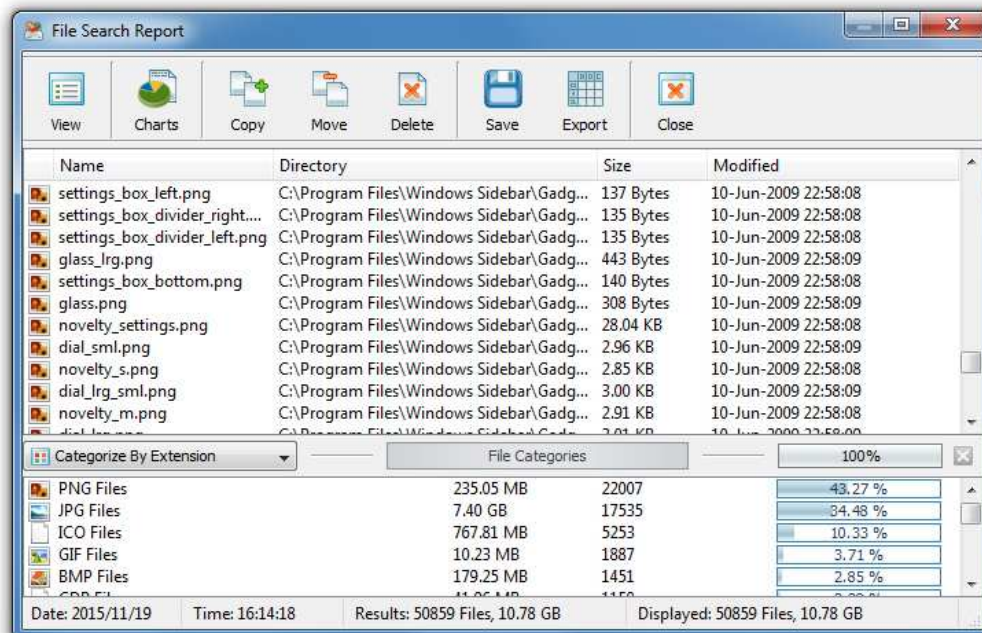 File Search Report
View Charts Copy Move Delete Save Export Close
Name Directory Size Modified
settings_box_left.png C:\Program Files\Windows Sidebar\Gadg... 137 Bytes 10-Jun-2009 22:58:08
settings_box_divider_right.... C:\Program Files\Windows Sidebar\Gadg... 135 Bytes 10-Jun-2009 22:58:08
settings_box_divider_left.png C:\Program Files\Windows Sidebar\Gadg... 135 Bytes 10-Jun-2009 22:58:08
glass_lrg.png C:\Program Files\Windows Sidebar\Gadg... 443 Bytes 10-Jun-2009 22:58:09
settings_box_bottom.png C:\Program Files\Windows Sidebar\Gadg... 140 Bytes 10-Jun-2009 22:58:08
glass.png C:\Program Files\Windows Sidebar\Gadg... 308 Bytes 10-Jun-2009 22:58:09
novelty_settings.png C:\Program Files\Windows Sidebar\Gadg... 28.04 KB 10-Jun-2009 22:58:08
dial_sml.png C:\Program Files\Windows Sidebar\Gadg... 2.96 KB 10-Jun-2009 22:58:09
novelty_s.png C:\Program Files\Windows Sidebar\Gadg... 2.85 KB 10-Jun-2009 22:58:08
dial_lrg_sml.png C:\Program Files\Windows Sidebar\Gadg... 3.00 KB 10-Jun-2009 22:58:09
novelty_m.png C:\Program Files\Windows Sidebar\Gadg... 2.91 KB 10-Jun-2009 22:58:08
Categorize By Extension File Categories 100%
PNG Files 235.05 MB 22007 43.27 %
JPG Files 7.40 GB 17535 34.48 %
ICO Files 767.81 MB 5253 10.33 %
GIF Files 10.23 MB 1887 3.71 %
BMP Files 179.25 MB 1451 2.85 %
Date: 2015/11/19 Time: 16:14:18 Results: 50859 Files, 10.78 GB Displayed: 50859 Files, 10.78 GB